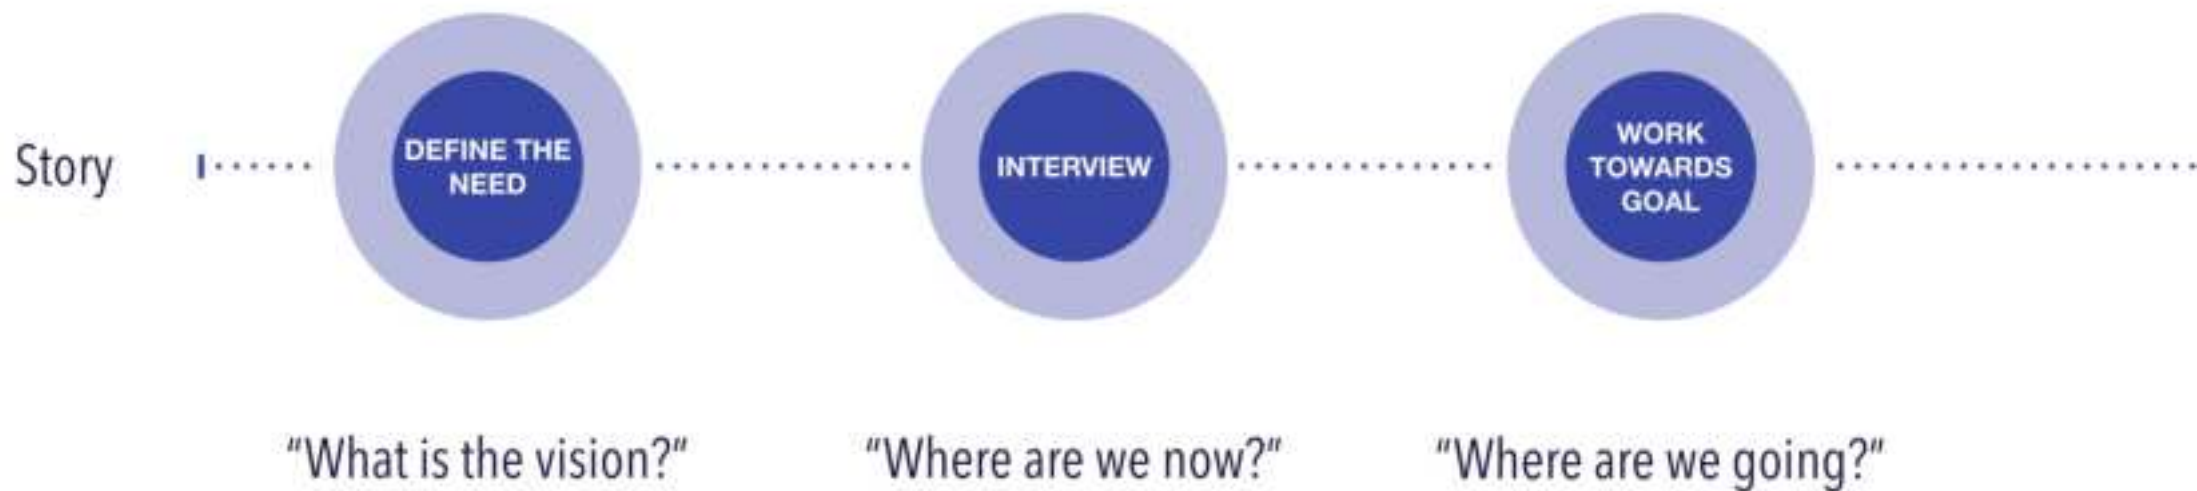 Story
DEFINE THE
NEED
INTERVIEW
WORK
TOWARDS
GOAL
“What is the vision?”
“Where are we now?”
“Where are we going?”